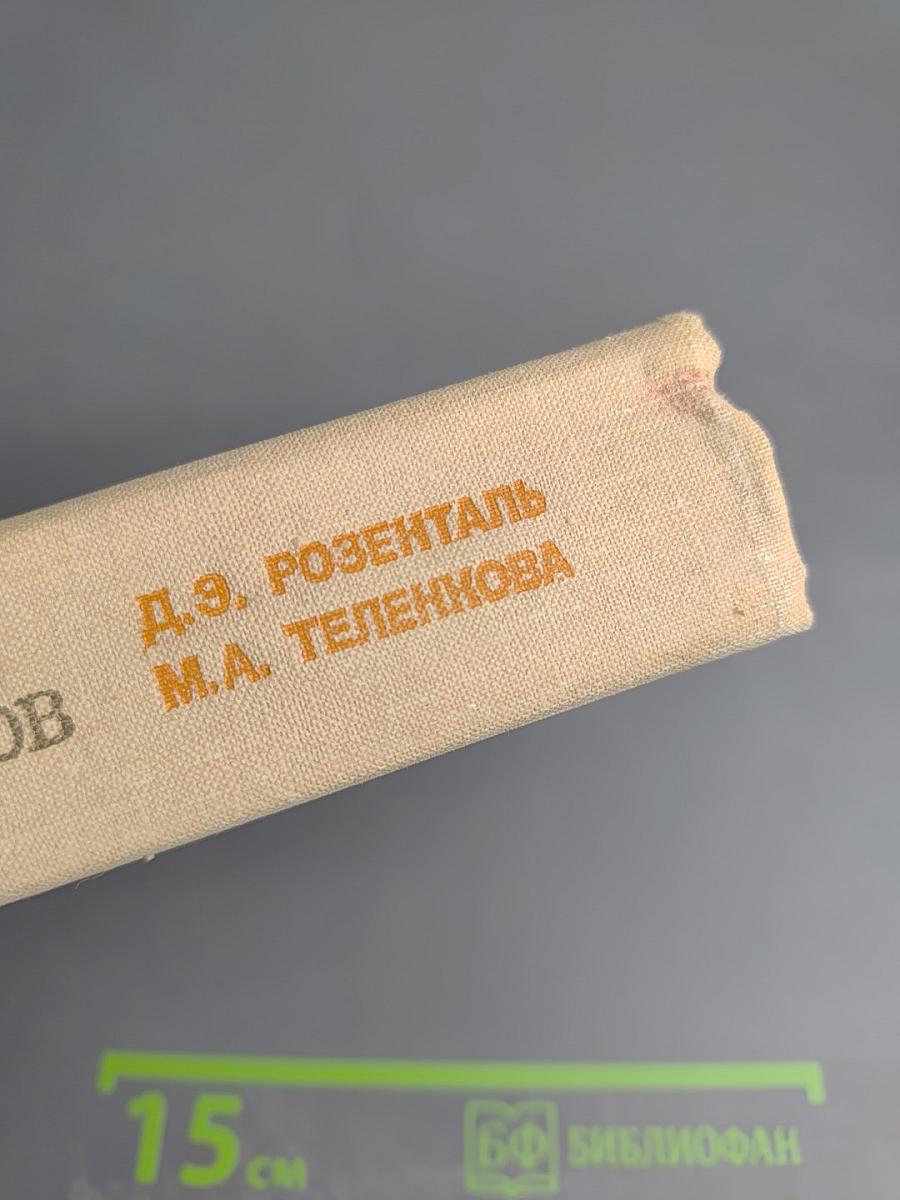 Д.Э. РОЗЕНТАЛЬ
М.А. ТЕЛЕНКОВА
ОВ
15 см
БФ БИБЛИОФАН